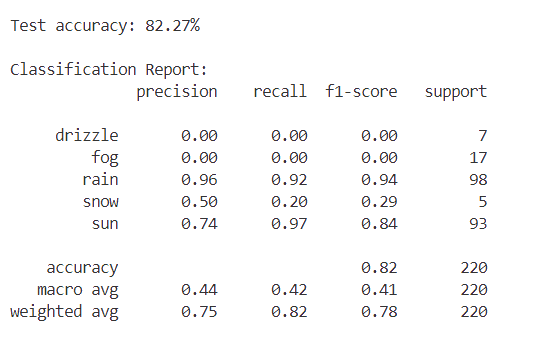 Test accuracy: 82.27%
Classification Report:
precision recall f1-score support
drizzle 0.00 0.00 0.00 7
fog 0.00 0.00 0.00 17
rain 0.96 0.92 0.94 98
snow 0.50 0.20 0.29 5
sun 0.74 0.97 0.84 93
accuracy 0.82 220
macro avg 0.44 0.42 0.41 220
weighted avg 0.75 0.82 0.78 220